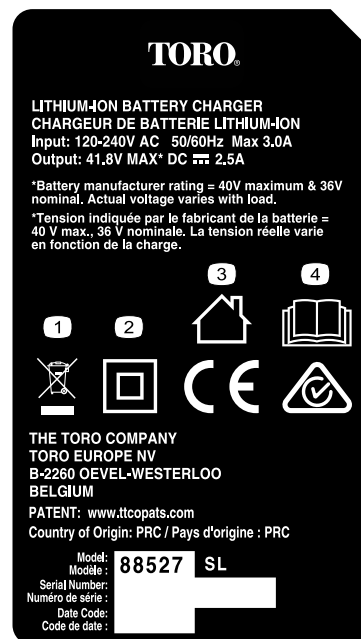 TORO®
LITHIUM-ION BATTERY CHARGER
CHARGEUR DE BATTERIE LITHIUM-ION
Input: 120-240V AC 50/60Hz Max 3.0A
Output: 41.8V MAX* DC ⎓ 2.5A
*Battery manufacturer rating = 40V maximum & 36V
nominal. Actual voltage varies with load.
*Tension indiquée par le fabricant de la batterie =
40 V max., 36 V nominale. La tension réelle varie
en fonction de la charge.
3 4
1 2
CE
THE TORO COMPANY
TORO EUROPE NV
B-2260 OEVEL-WESTERLOO
BELGIUM
PATENT: www.ttcopats.com
Country of Origin: PRC / Pays d'origine : PRC
Model:
Modèle : 88527 SL
Serial Number:
Numéro de série :
Date Code:
Code de date :